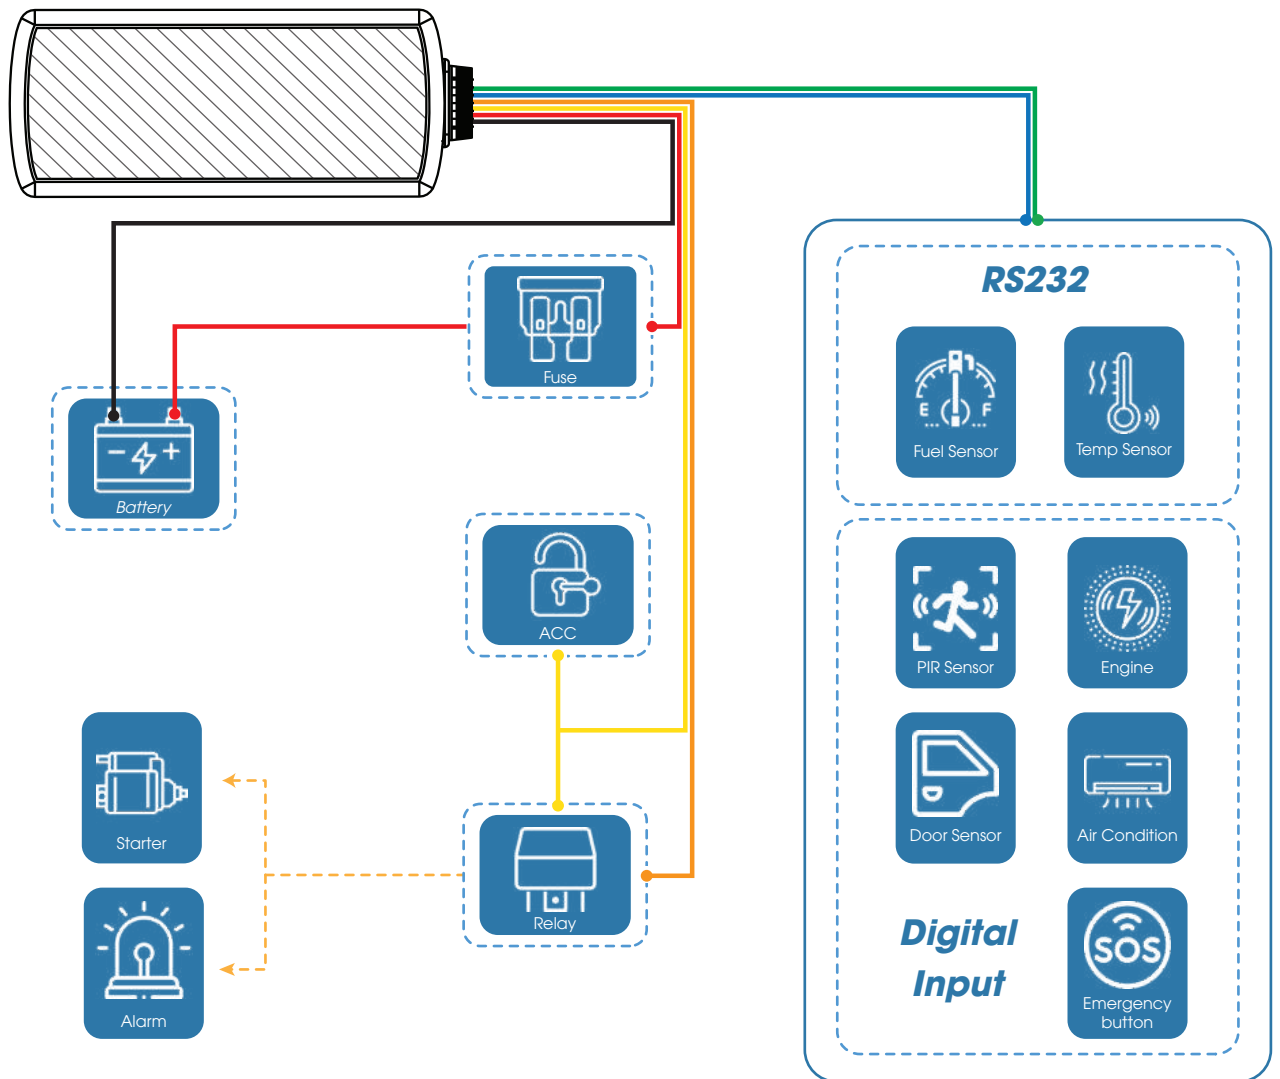 RS232
Fuse
E F
Fuel Sensor
Temp Sensor
Battery
ACC
PIR Sensor
Engine
Starter
Door Sensor
Air Condition
Relay
Alarm
Digital
Input
SOS
Emergency
button